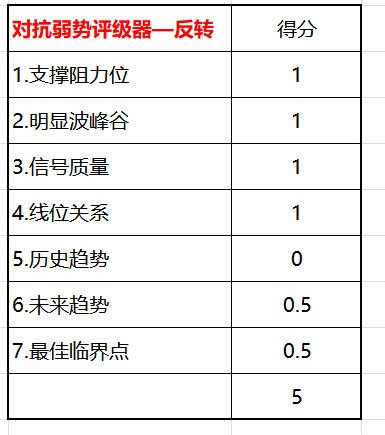 对抗弱势评级器—反转 得分
1.支撑阻力位 1
2.明显波峰谷 1
3.信号质量 1
4.线位关系 1
5.历史趋势 0
6.未来趋势 0.5
7.最佳临界点 0.5
5